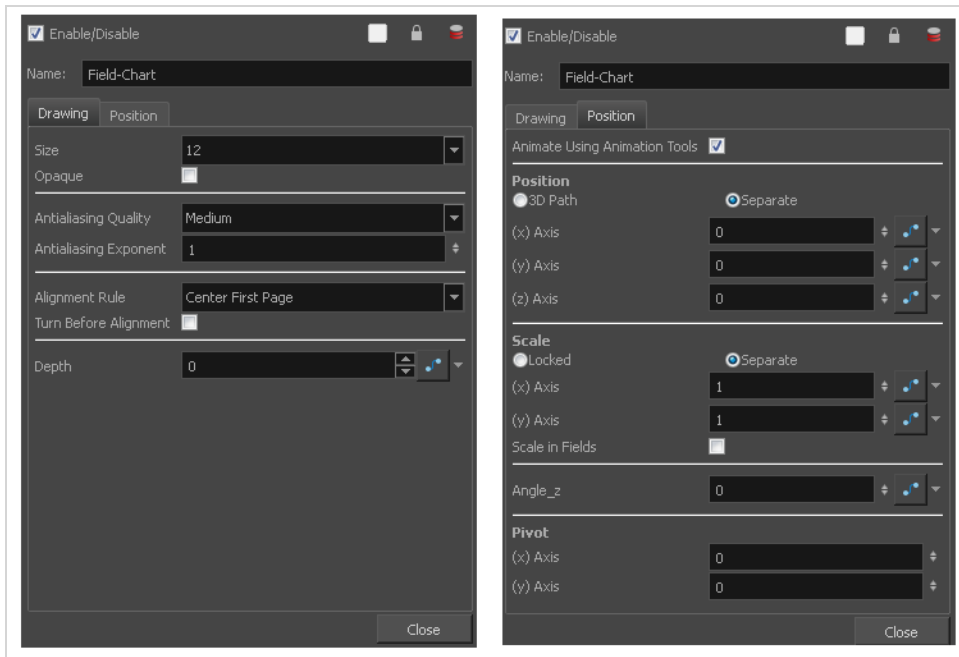 Enable/Disable
Name: Field-Chart
Drawing Position
Size 12
Opaque
Antialiasing Quality Medium
Antialiasing Exponent 1
Alignment Rule Center First Page
Turn Before Alignment
Depth 0
Close
Enable/Disable
Name: Field-Chart
Drawing Position
Animate Using Animation Tools
Position
3D Path Separate
(x) Axis 0
(y) Axis 0
(z) Axis 0
Scale
Locked Separate
(x) Axis 1
(y) Axis 1
Scale in Fields
Angle_z 0
Pivot
(x) Axis 0
(y) Axis 0
Close